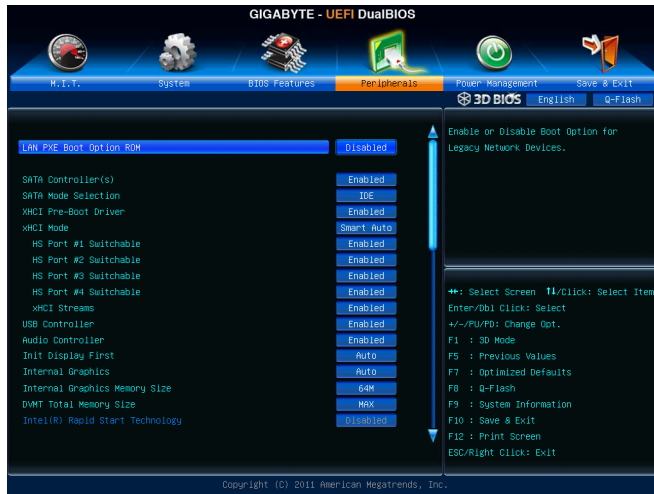 GIGABYTE - UEFI DualBIOS
M.I.T. System BIOS Features Peripherals Power Management Save & Exit
3D BIOS English Q-Flash
LAN PXE Boot Option ROM Disabled
SATA Controller(s) Enabled
SATA Mode Selection IDE
XHCI Pre-Boot Driver Enabled
xHCI Mode Smart Auto
HS Port #1 Switchable Enabled
HS Port #2 Switchable Enabled
HS Port #3 Switchable Enabled
HS Port #4 Switchable Enabled
xHCI Streams Enabled
USB Controller Enabled
Audio Controller Enabled
Init Display First Auto
Internal Graphics Auto
Internal Graphics Memory Size 64M
DVMT Total Memory Size MAX
Intel(R) Rapid Start Technology Disabled
Enable or Disable Boot Option for
Legacy Network Devices.
→←: Select Screen ↑↓/Click: Select Item
Enter/Dbl Click: Select
+/-/PU/PD: Change Opt.
F1 : 3D Mode
F5 : Previous Values
F7 : Optimized Defaults
F8 : Q-Flash
F9 : System Information
F10 : Save & Exit
F12 : Print Screen
ESC/Right Click: Exit
Copyright (C) 2011 American Megatrends, Inc.